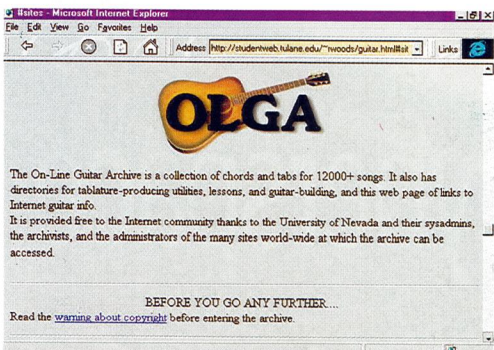 #sites - Microsoft Internet Explorer
File Edit View Go Favorites Help
Address http://studentweb.tulane.edu/~rwoods/guitar.html#sit Links
OLGA
The On-Line Guitar Archive is a collection of chords and tabs for 12000+ songs. It also has
directories for tablature-producing utilities, lessons, and guitar-building, and this web page of links to
Internet guitar info.
It is provided free to the Internet community thanks to the University of Nevada and their sysadmins,
the archivists, and the administrators of the many sites world-wide at which the archive can be
accessed.
BEFORE YOU GO ANY FURTHER....
Read the warning about copyright before entering the archive.